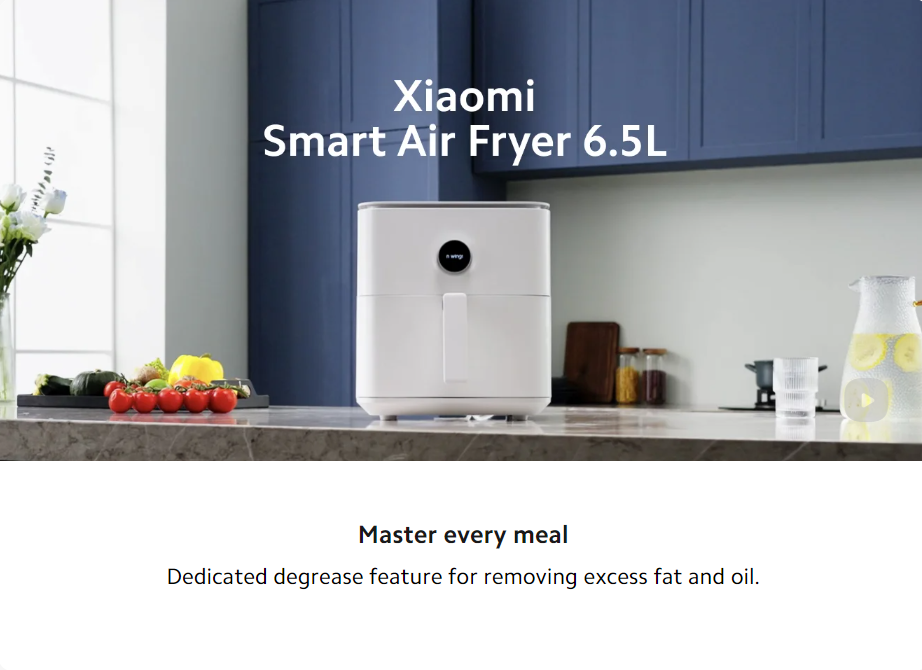 Xiaomi
Smart Air Fryer 6.5L
Master every meal
Dedicated degrease feature for removing excess fat and oil.